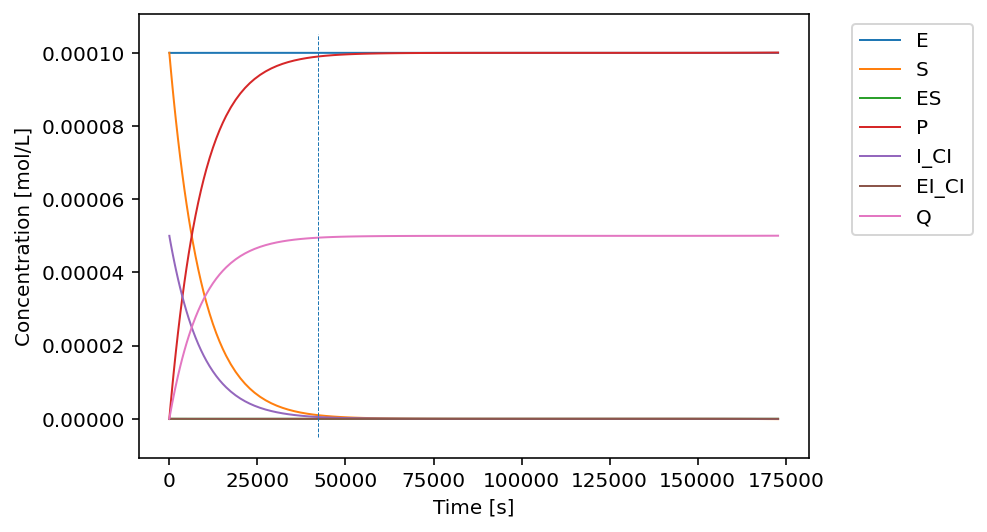 0.00010
0.00008
0.00006
0.00004
0.00002
0.00000
Concentration [mol/L]
0 25000 50000 75000 100000 125000 150000 175000
Time [s]
E
S
ES
P
I_CI
EI_CI
Q